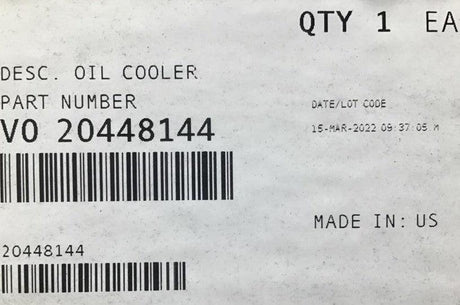 QTY 1 EA
DESC. OIL COOLER
PART NUMBER
VO 20448144
DATE/LOT CODE
15-MAR-2022 09:37:05 M
MADE IN: US
20448144